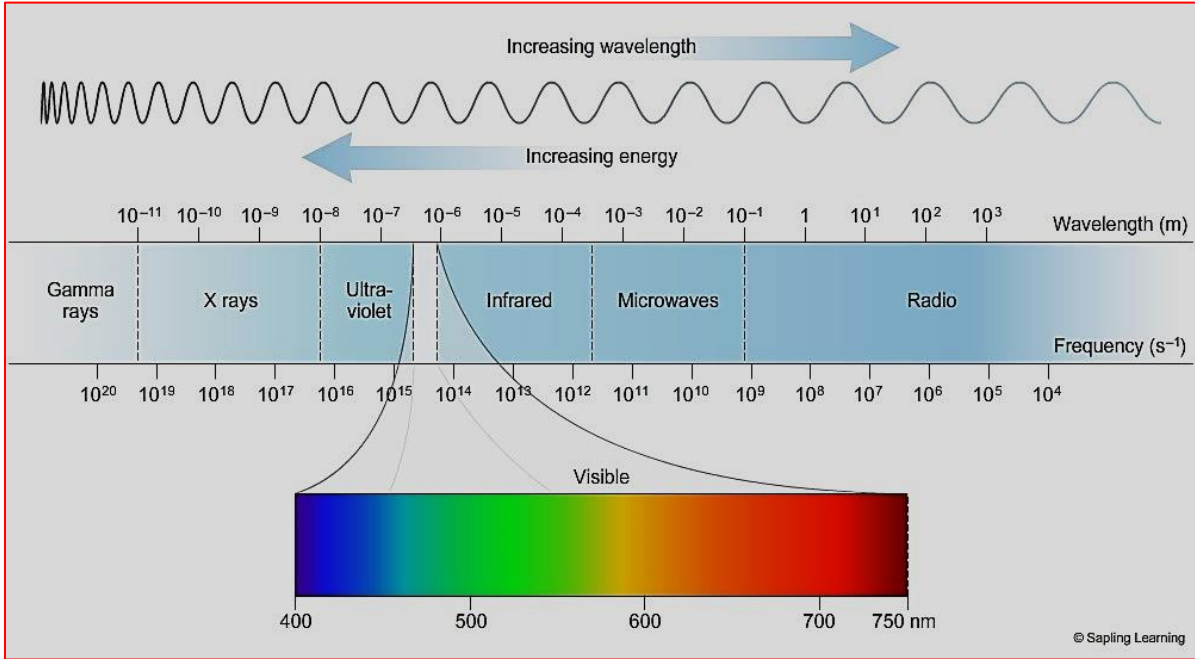 Increasing wavelength
Increasing energy
10⁻¹¹ 10⁻¹⁰ 10⁻⁹ 10⁻⁸ 10⁻⁷ 10⁻⁶ 10⁻⁵ 10⁻⁴ 10⁻³ 10⁻² 10⁻¹ 1 10¹ 10² 10³ Wavelength (m)
Gamma rays
X rays
Ultra-
violet
Infrared
Microwaves
Radio
Frequency (s⁻¹)
10²⁰ 10¹⁹ 10¹⁸ 10¹⁷ 10¹⁶ 10¹⁵ 10¹⁴ 10¹³ 10¹² 10¹¹ 10¹⁰ 10⁹ 10⁸ 10⁷ 10⁶ 10⁵ 10⁴
Visible
400 500 600 700 750 nm
© Sapling Learning